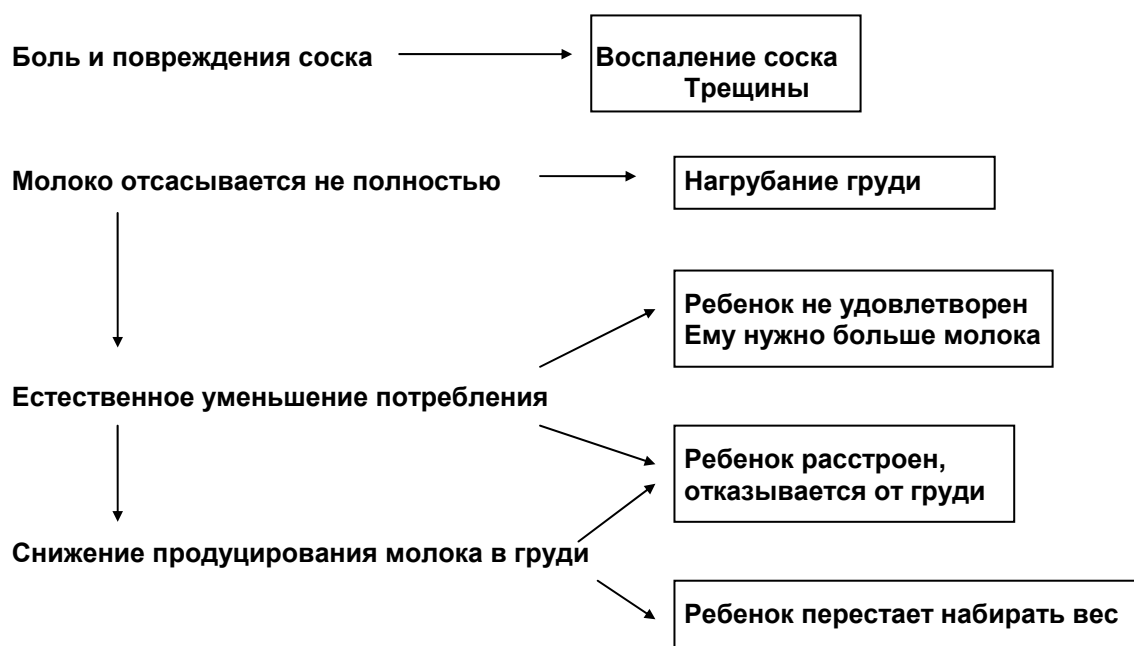 Боль и повреждения соска
Воспаление соска
Трещины
Молоко отсасывается не полностью
Нагрубание груди
Ребенок не удовлетворен
Ему нужно больше молока
Естественное уменьшение потребления
Ребенок расстроен,
отказывается от груди
Снижение продуцирования молока в груди
Ребенок перестает набирать вес